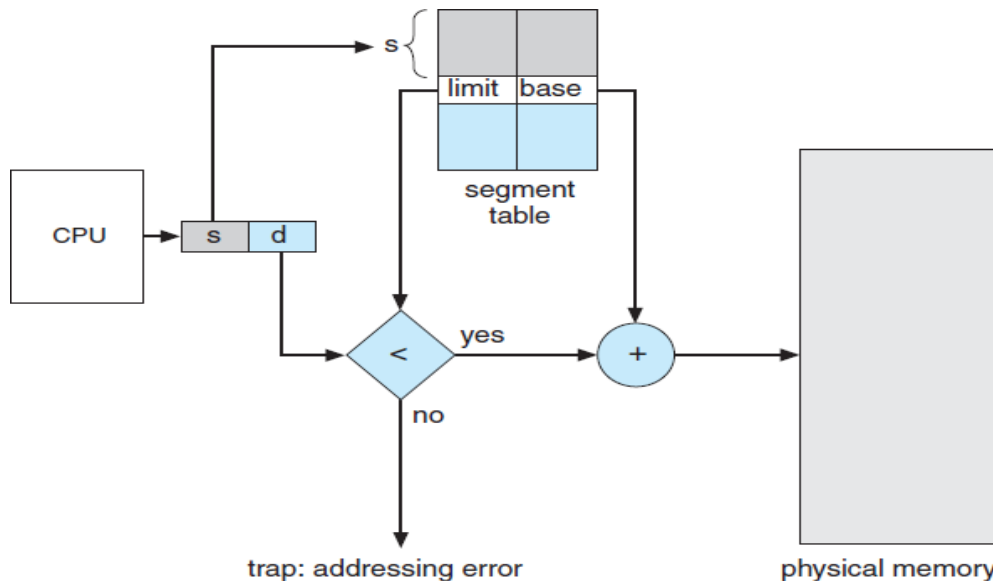 s
limit base
segment
table
CPU
s d
< yes +
no
trap: addressing error
physical memory